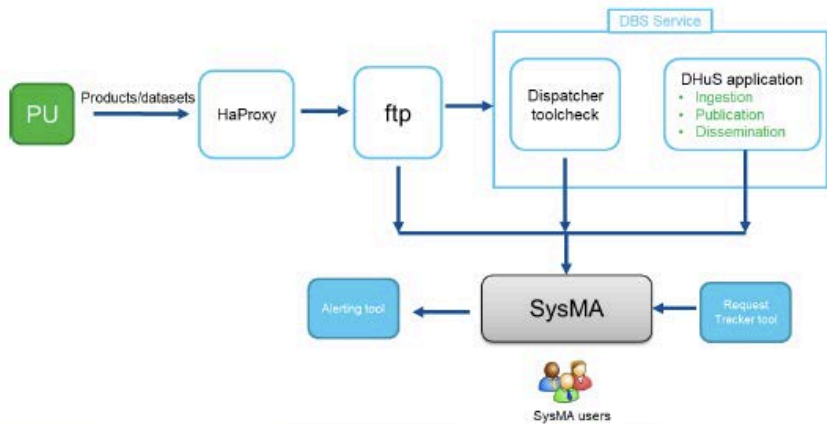 DBS Service
PU
Products/datasets
HaProxy
ftp
Dispatcher
toolcheck
DHuS application
• Ingestion
• Publication
• Dissemination
Alerting tool
SysMA
Request
Tracker tool
SysMA users